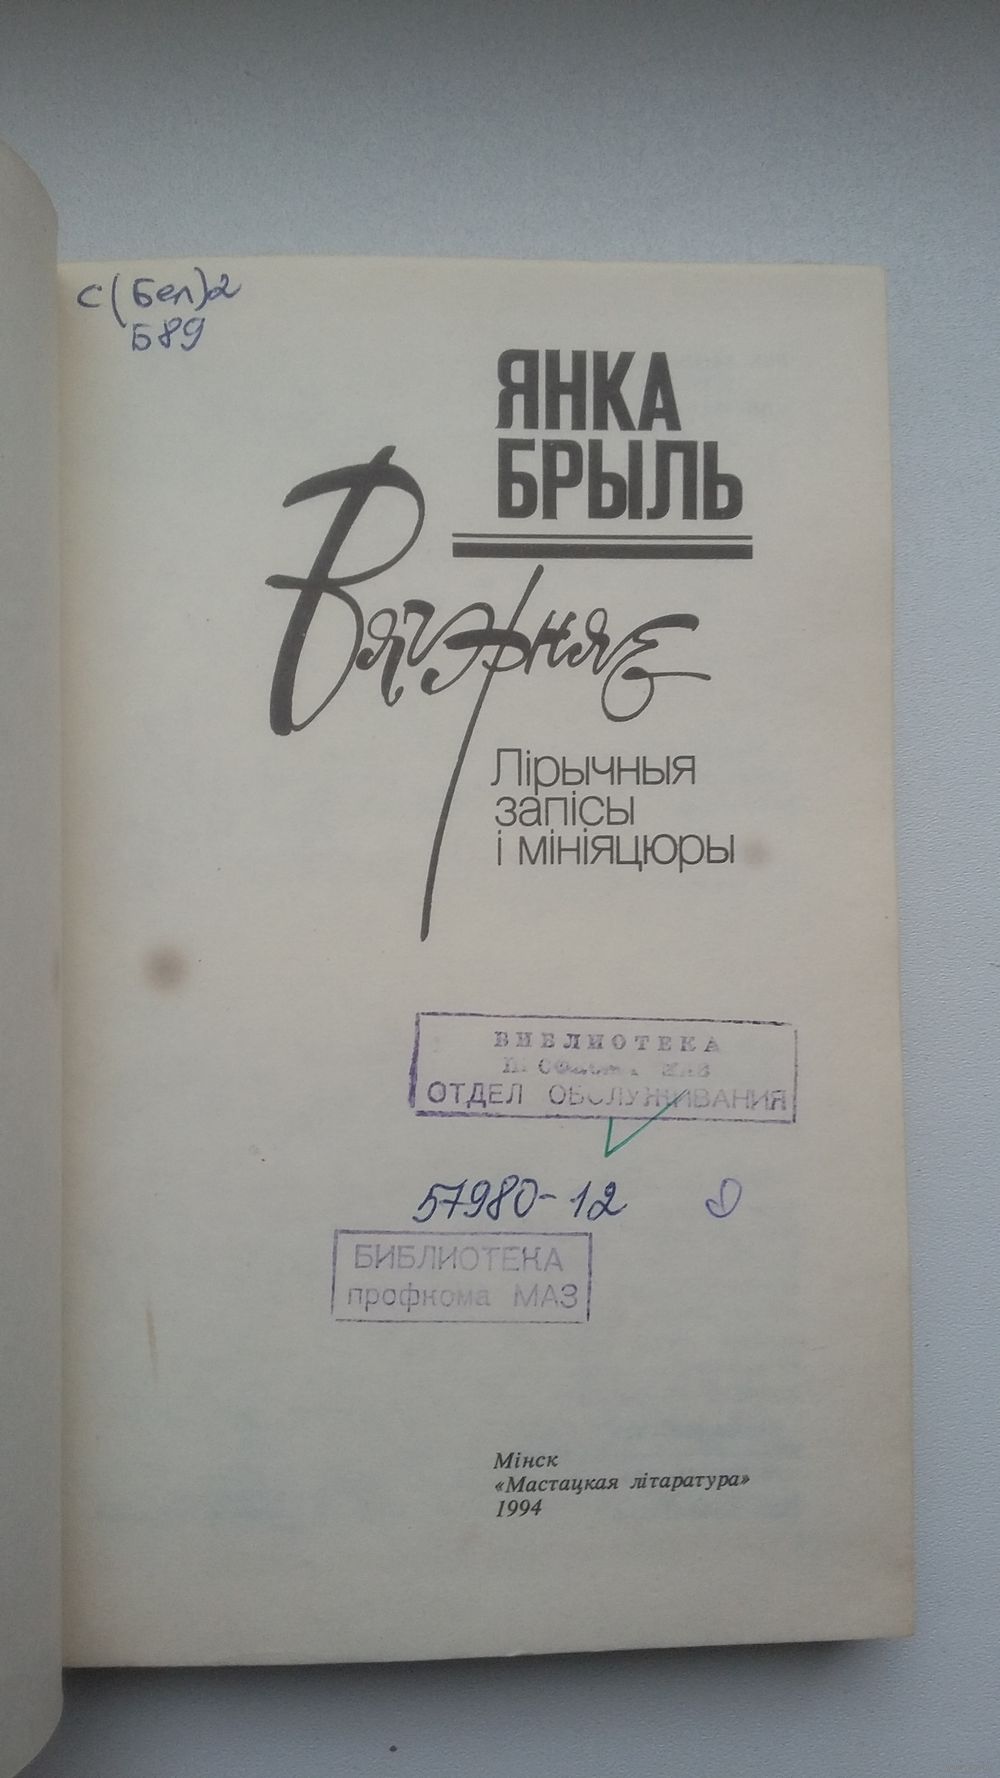 С(Бел)2
Б89
ЯНКА
БРЫЛЬ
Вячэрняе
Лірычныя
запісы
і мініяцюры
БИБЛИОТЕКА
МАЗ
ОТДЕЛ ОБСЛУЖИВАНИЯ
57980-12
БИБЛИОТЕКА
профкома МАЗ
Мінск
«Мастацкая літаратура»
1994